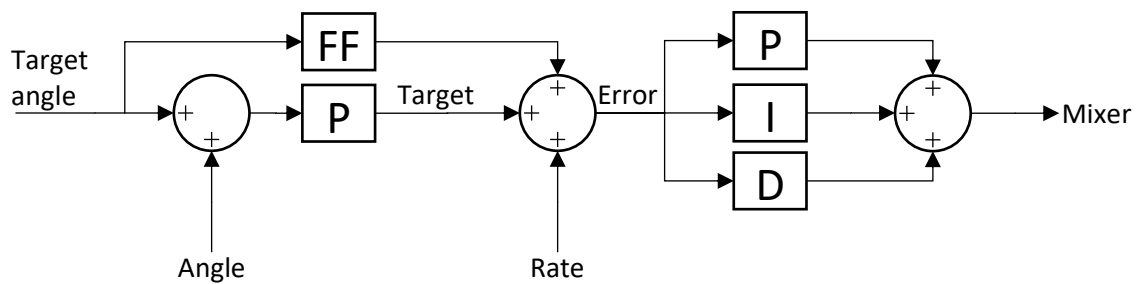 Target
angle
+
+
Angle
FF
P
Target
+
+
+
Rate
Error
P
I
D
+
+
+
Mixer